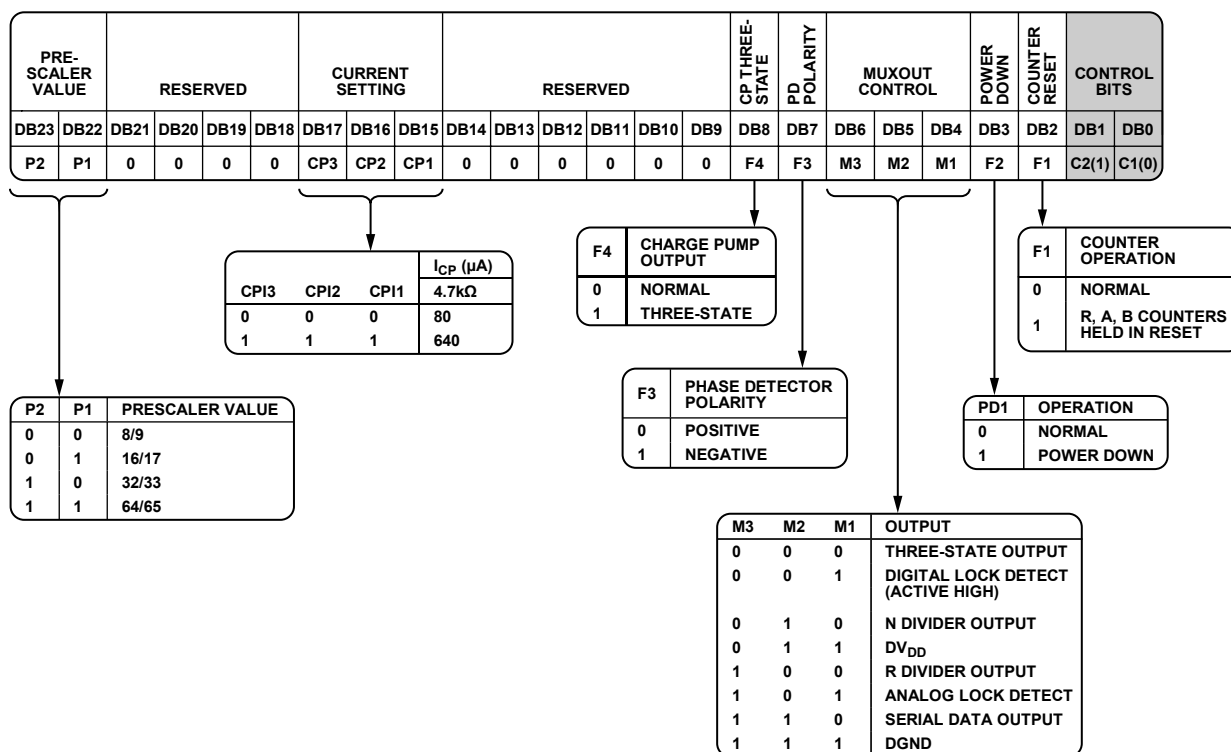 PRE-
SCALER
VALUE
RESERVED
CURRENT
SETTING
RESERVED
CP THREE-
STATE
PD
POLARITY
MUXOUT
CONTROL
POWER
DOWN
COUNTER
RESET
CONTROL
BITS
DB23 DB22 DB21 DB20 DB19 DB18 DB17 DB16 DB15 DB14 DB13 DB12 DB11 DB10 DB9 DB8 DB7 DB6 DB5 DB4 DB3 DB2 DB1 DB0
P2 P1 0 0 0 0 CP3 CP2 CP1 0 0 0 0 0 0 F4 F3 M3 M2 M1 F2 F1 C2(1) C1(0)
ICP (µA)
CPI3 CPI2 CPI1 4.7kΩ
0 0 0 80
1 1 1 640
F4 CHARGE PUMP
OUTPUT
0 NORMAL
1 THREE-STATE
F1 COUNTER
OPERATION
0 NORMAL
1 R, A, B COUNTERS
HELD IN RESET
F3 PHASE DETECTOR
POLARITY
0 POSITIVE
1 NEGATIVE
PD1 OPERATION
0 NORMAL
1 POWER DOWN
P2 P1 PRESCALER VALUE
0 0 8/9
0 1 16/17
1 0 32/33
1 1 64/65
M3 M2 M1 OUTPUT
0 0 0 THREE-STATE OUTPUT
0 0 1 DIGITAL LOCK DETECT
(ACTIVE HIGH)
0 1 0 N DIVIDER OUTPUT
0 1 1 DVDD
1 0 0 R DIVIDER OUTPUT
1 0 1 ANALOG LOCK DETECT
1 1 0 SERIAL DATA OUTPUT
1 1 1 DGND